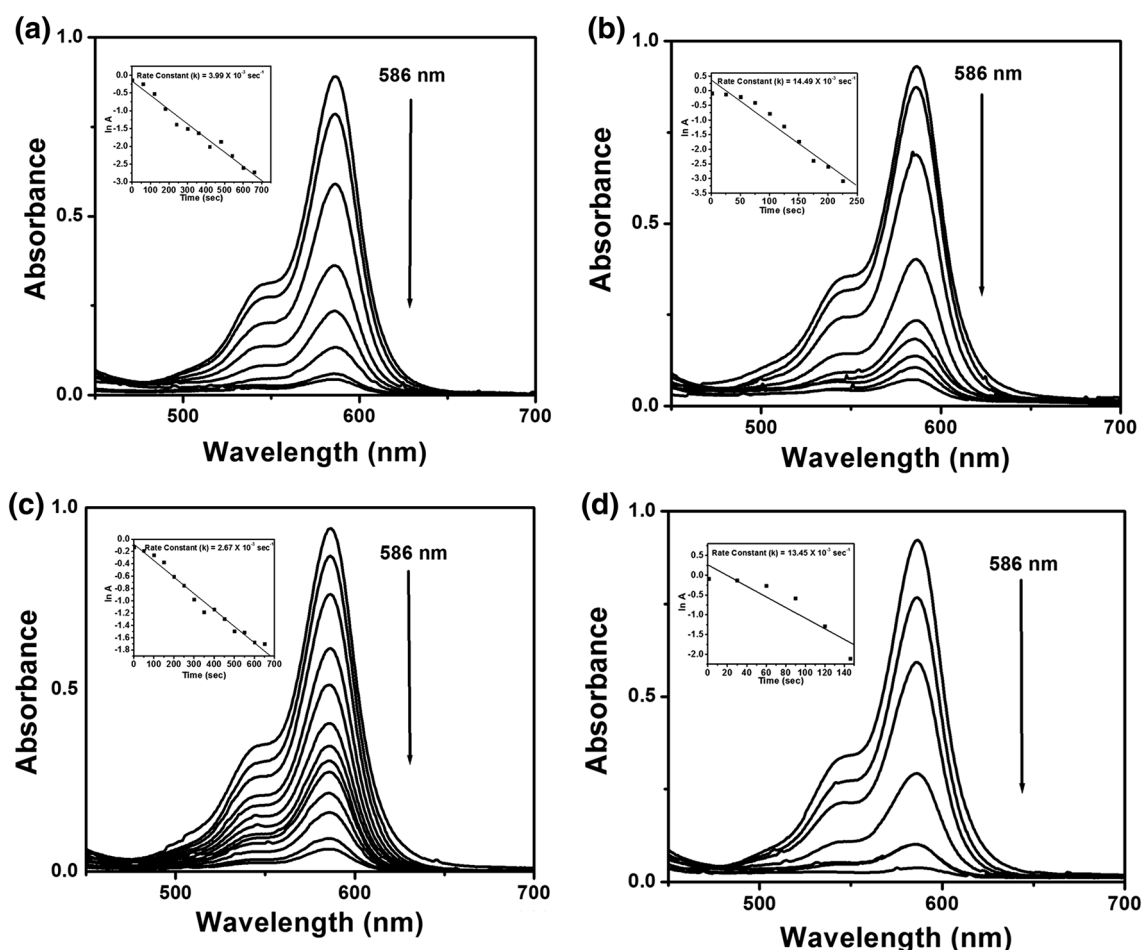 (a)
1.0
0.5
0.0
500
600
700
Absorbance
Wavelength (nm)
586 nm
Rate Constant (k) = 3.99 X 10⁻³ sec⁻¹
0.0
-0.5
-1.0
-1.5
-2.0
-2.5
-3.0
ln A
0 100 200 300 400 500 600 700
Time (sec)
(b)
1.0
0.5
0.0
500
600
700
Absorbance
Wavelength (nm)
586 nm
Rate Constant (k) = 14.49 X 10⁻³ sec⁻¹
0.5
0.0
-0.5
-1.0
-1.5
-2.0
-2.5
-3.0
-3.5
ln A
0 50 100 150 200 250
Time (sec)
(c)
1.0
0.5
0.0
500
600
700
Absorbance
Wavelength (nm)
586 nm
Rate Constant (k) = 2.67 X 10⁻³ sec⁻¹
0.0
-0.2
-0.4
-0.6
-0.8
-1.0
-1.2
-1.4
-1.6
-1.8
ln A
0 100 200 300 400 500 600 700
Time (sec)
(d)
1.0
0.5
0.0
500
600
700
Absorbance
Wavelength (nm)
586 nm
Rate Constant (k) = 13.45 X 10⁻³ sec⁻¹
0.5
0.0
-0.5
-1.0
-1.5
-2.0
ln A
0 20 40 60 80 100 120 140
Time (sec)